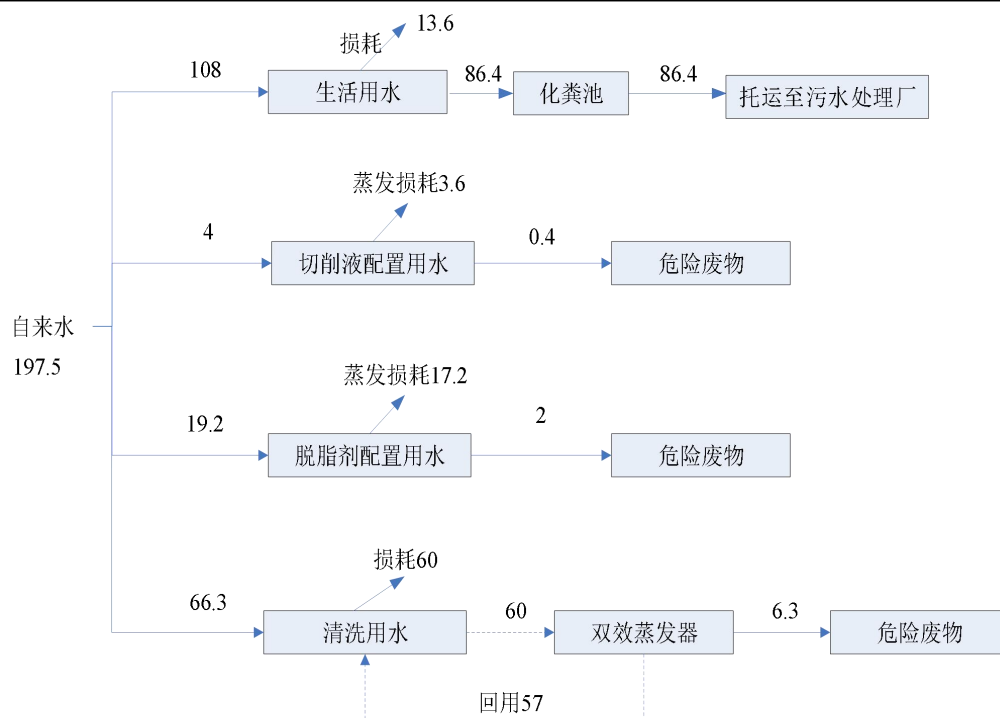 损耗 13.6
108
生活用水
86.4
化粪池
86.4
托运至污水处理厂
蒸发损耗3.6
4
切削液配置用水
0.4
危险废物
自来水
197.5
蒸发损耗17.2
19.2
脱脂剂配置用水
2
危险废物
损耗60
66.3
清洗用水
60
双效蒸发器
6.3
危险废物
回用57